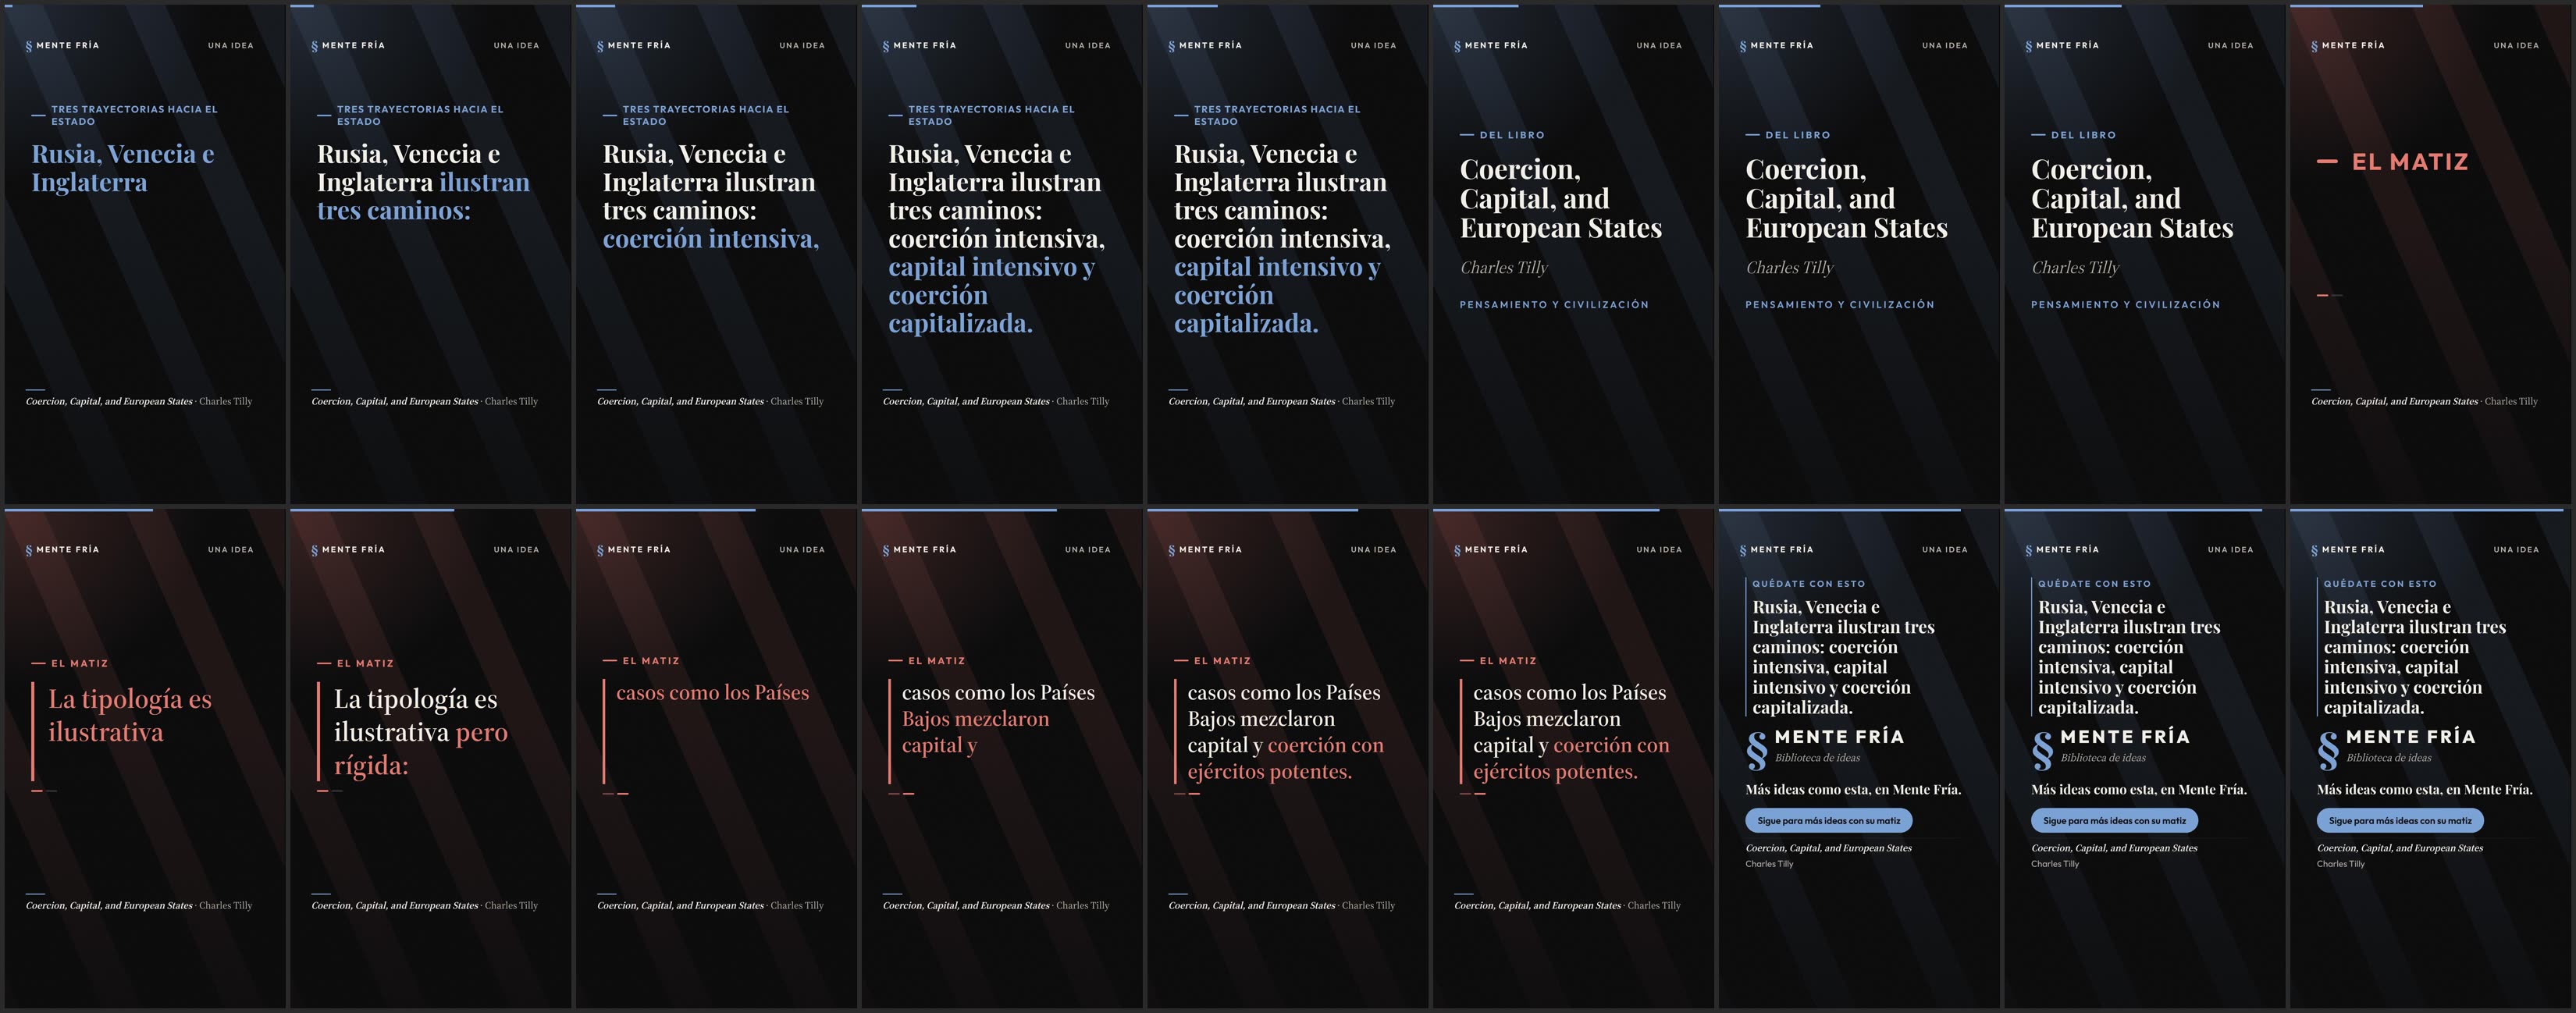 § MENTE FRÍA
UNA IDEA
TRES TRAYECTORIAS HACIA EL
ESTADO
Rusia, Venecia e
Inglaterra
Coercion, Capital, and European States · Charles Tilly
§ MENTE FRÍA
UNA IDEA
TRES TRAYECTORIAS HACIA EL
ESTADO
Rusia, Venecia e
Inglaterra ilustran
tres caminos:
Coercion, Capital, and European States · Charles Tilly
§ MENTE FRÍA
UNA IDEA
TRES TRAYECTORIAS HACIA EL
ESTADO
Rusia, Venecia e
Inglaterra ilustran
tres caminos:
coerción intensiva,
Coercion, Capital, and European States · Charles Tilly
§ MENTE FRÍA
UNA IDEA
TRES TRAYECTORIAS HACIA EL
ESTADO
Rusia, Venecia e
Inglaterra ilustran
tres caminos:
coerción intensiva,
capital intensivo y
coerción
capitalizada.
Coercion, Capital, and European States · Charles Tilly
§ MENTE FRÍA
UNA IDEA
TRES TRAYECTORIAS HACIA EL
ESTADO
Rusia, Venecia e
Inglaterra ilustran
tres caminos:
coerción intensiva,
capital intensivo y
coerción
capitalizada.
Coercion, Capital, and European States · Charles Tilly
§ MENTE FRÍA
UNA IDEA
DEL LIBRO
Coercion,
Capital, and
European States
Charles Tilly
PENSAMIENTO Y CIVILIZACIÓN
§ MENTE FRÍA
UNA IDEA
DEL LIBRO
Coercion,
Capital, and
European States
Charles Tilly
PENSAMIENTO Y CIVILIZACIÓN
§ MENTE FRÍA
UNA IDEA
DEL LIBRO
Coercion,
Capital, and
European States
Charles Tilly
PENSAMIENTO Y CIVILIZACIÓN
§ MENTE FRÍA
UNA IDEA
EL MATIZ
Coercion, Capital, and European States · Charles Tilly
§ MENTE FRÍA
UNA IDEA
EL MATIZ
La tipología es
ilustrativa
Coercion, Capital, and European States · Charles Tilly
§ MENTE FRÍA
UNA IDEA
EL MATIZ
La tipología es
ilustrativa pero
rígida:
Coercion, Capital, and European States · Charles Tilly
§ MENTE FRÍA
UNA IDEA
EL MATIZ
casos como los Países
Coercion, Capital, and European States · Charles Tilly
§ MENTE FRÍA
UNA IDEA
EL MATIZ
casos como los Países
Bajos mezclaron
capital y
Coercion, Capital, and European States · Charles Tilly
§ MENTE FRÍA
UNA IDEA
EL MATIZ
casos como los Países
Bajos mezclaron
capital y coerción con
ejércitos potentes.
Coercion, Capital, and European States · Charles Tilly
§ MENTE FRÍA
UNA IDEA
EL MATIZ
casos como los Países
Bajos mezclaron
capital y coerción con
ejércitos potentes.
Coercion, Capital, and European States · Charles Tilly
§ MENTE FRÍA
UNA IDEA
QUÉDATE CON ESTO
Rusia, Venecia e
Inglaterra ilustran tres
caminos: coerción
intensiva, capital
intensivo y coerción
capitalizada.
§ MENTE FRÍA
Biblioteca de ideas
Más ideas como esta, en Mente Fría.
Sigue para más ideas con su matiz
Coercion, Capital, and European States
Charles Tilly
§ MENTE FRÍA
UNA IDEA
QUÉDATE CON ESTO
Rusia, Venecia e
Inglaterra ilustran tres
caminos: coerción
intensiva, capital
intensivo y coerción
capitalizada.
§ MENTE FRÍA
Biblioteca de ideas
Más ideas como esta, en Mente Fría.
Sigue para más ideas con su matiz
Coercion, Capital, and European States
Charles Tilly
§ MENTE FRÍA
UNA IDEA
QUÉDATE CON ESTO
Rusia, Venecia e
Inglaterra ilustran tres
caminos: coerción
intensiva, capital
intensivo y coerción
capitalizada.
§ MENTE FRÍA
Biblioteca de ideas
Más ideas como esta, en Mente Fría.
Sigue para más ideas con su matiz
Coercion, Capital, and European States
Charles Tilly